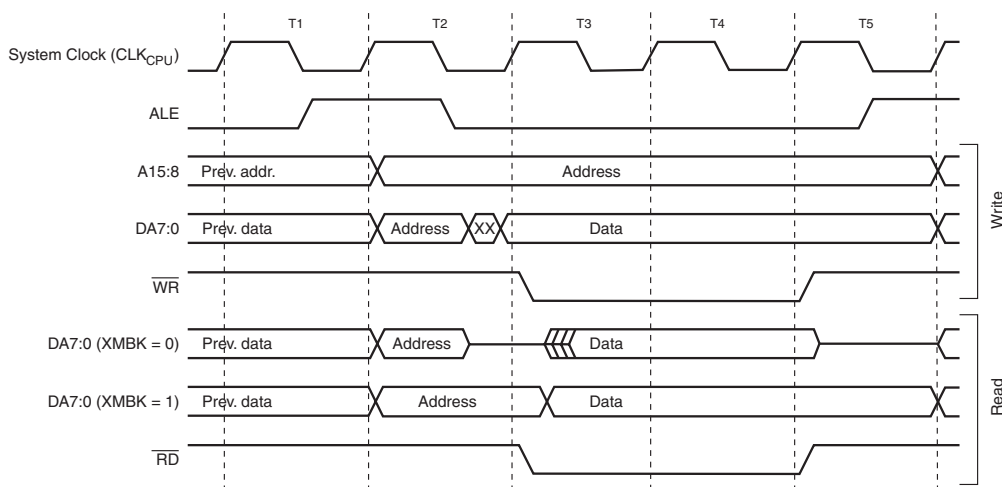 T1 T2 T3 T4 T5
System Clock (CLKCPU)
ALE
A15:8 Prev. addr. Address
DA7:0 Prev. data Address XX Data
WR
Write
DA7:0 (XMBK = 0) Prev. data Address Data
DA7:0 (XMBK = 1) Prev. data Address Data
RD
Read